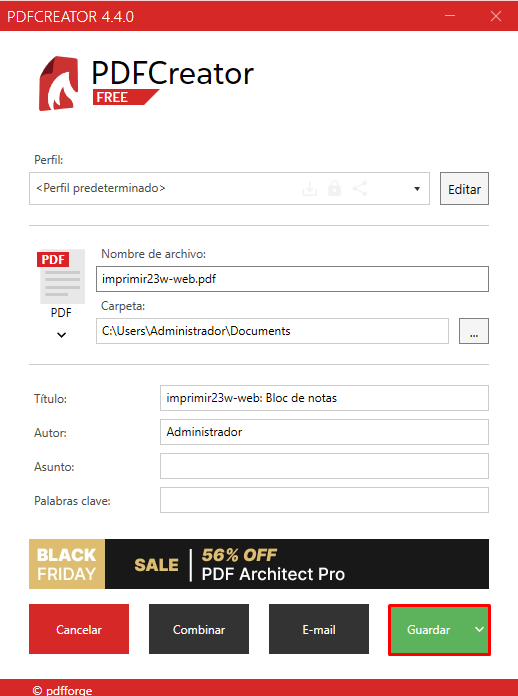 PDFCREATOR 4.4.0
PDFCreator
FREE
Perfil:
<Perfil predeterminado>
Editar
PDF
Nombre de archivo:
imprimir23w-web.pdf
PDF
Carpeta:
C:\Users\Administrador\Documents
...
Título:
imprimir23w-web: Bloc de notas
Autor:
Administrador
Asunto:
Palabras clave:
BLACK
FRIDAY
SALE
56% OFF
PDF Architect Pro
Cancelar
Combinar
E-mail
Guardar
© pdfforge